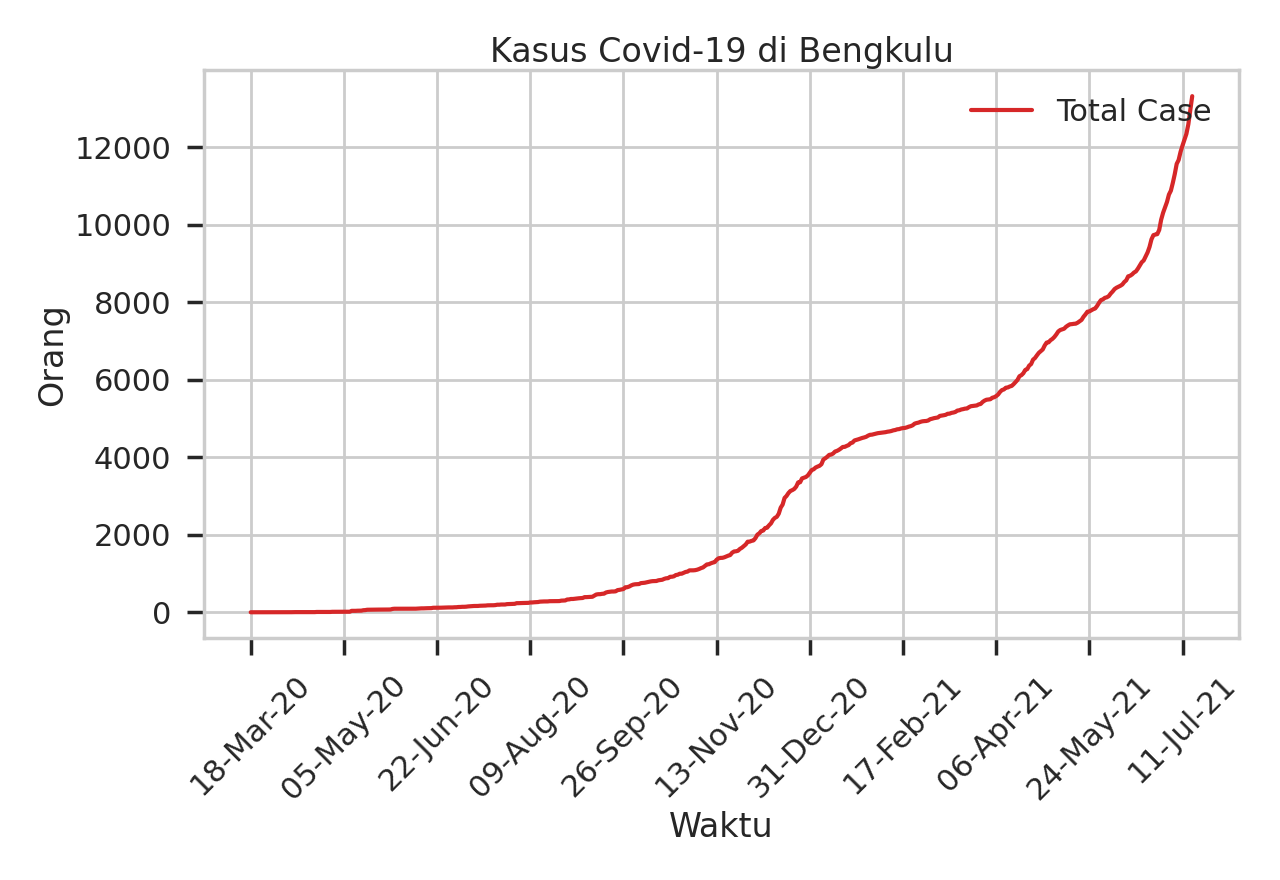 Kasus Covid-19 di Bengkulu
Total Case
12000
10000
8000
6000
4000
2000
0
Orang
18-Mar-20
05-May-20
22-Jun-20
09-Aug-20
26-Sep-20
13-Nov-20
31-Dec-20
17-Feb-21
06-Apr-21
24-May-21
11-Jul-21
Waktu